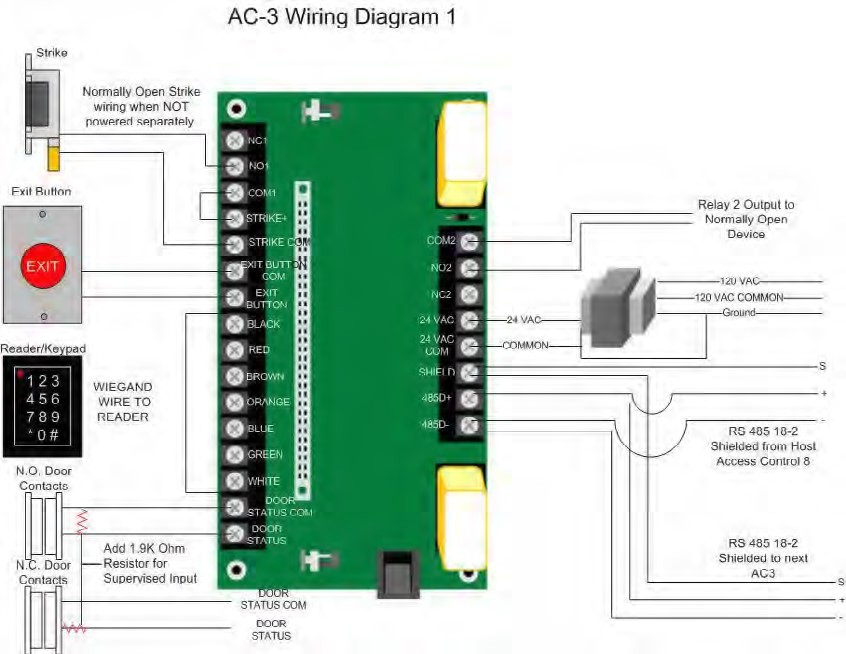 AC-3 Wiring Diagram 1
Strike
Normally Open Strike
wiring when NOT
powered separately
Exit Button
EXIT
Reader/Keypad
1 2 3
4 5 6
7 8 9
* 0 #
WIEGAND
WIRE TO
READER
N.O. Door
Contacts
Add 1.9K Ohm
Resistor for
Supervised Input
N.C. Door
Contacts
DOOR
STATUS COM
DOOR
STATUS
NC1
NO1
COM1
STRIKE+
STRIKE COM
EXIT BUTTON
COM
EXIT
BUTTON
BLACK
RED
BROWN
ORANGE
BLUE
GREEN
WHITE
DOOR
STATUS COM
DOOR
STATUS
COM2
NO2
NC2
24 VAC
24 VAC
COM
SHIELD
485D+
485D-
Relay 2 Output to
Normally Open
Device
24 VAC
COMMON
120 VAC
120 VAC COMMON
Ground
S
+
-
RS 485 18-2
Shielded from Host
Access Control 8
RS 485 18-2
Shielded to next
AC3
S
+
-